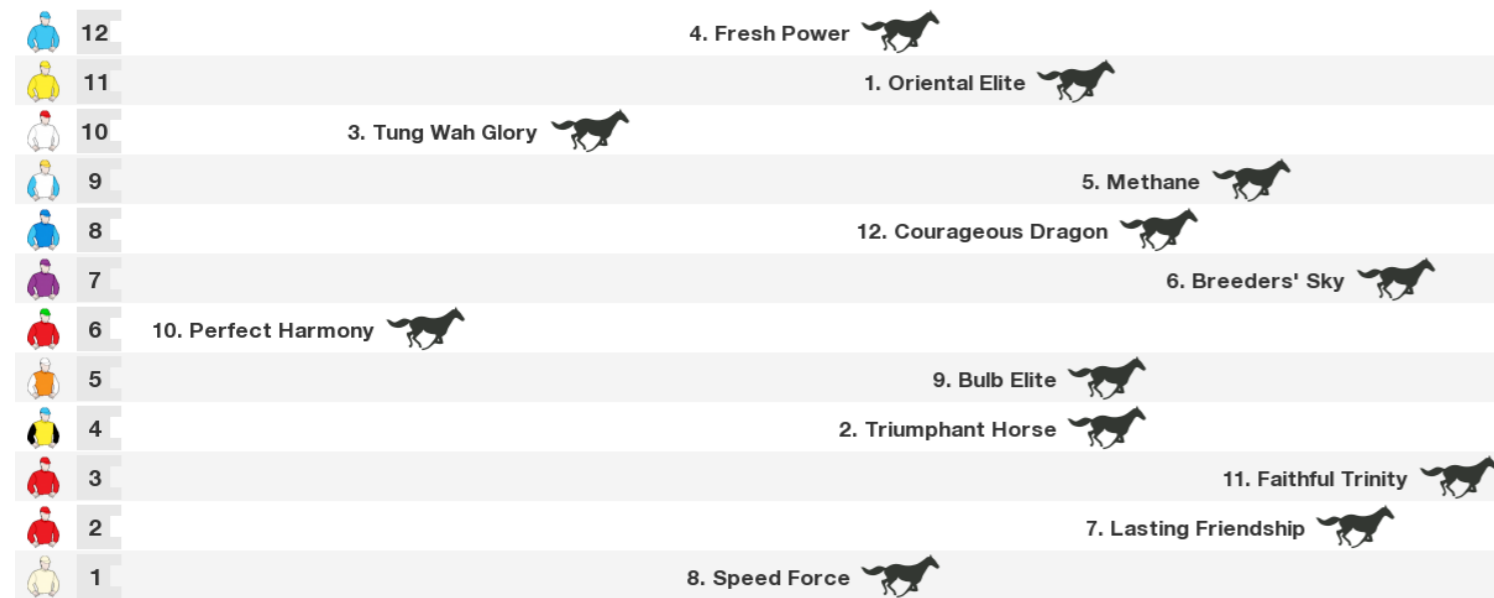 12 4. Fresh Power
11 1. Oriental Elite
10 3. Tung Wah Glory
9 5. Methane
8 12. Courageous Dragon
7 6. Breeders' Sky
6 10. Perfect Harmony
5 9. Bulb Elite
4 2. Triumphant Horse
3 11. Faithful Trinity
2 7. Lasting Friendship
1 8. Speed Force